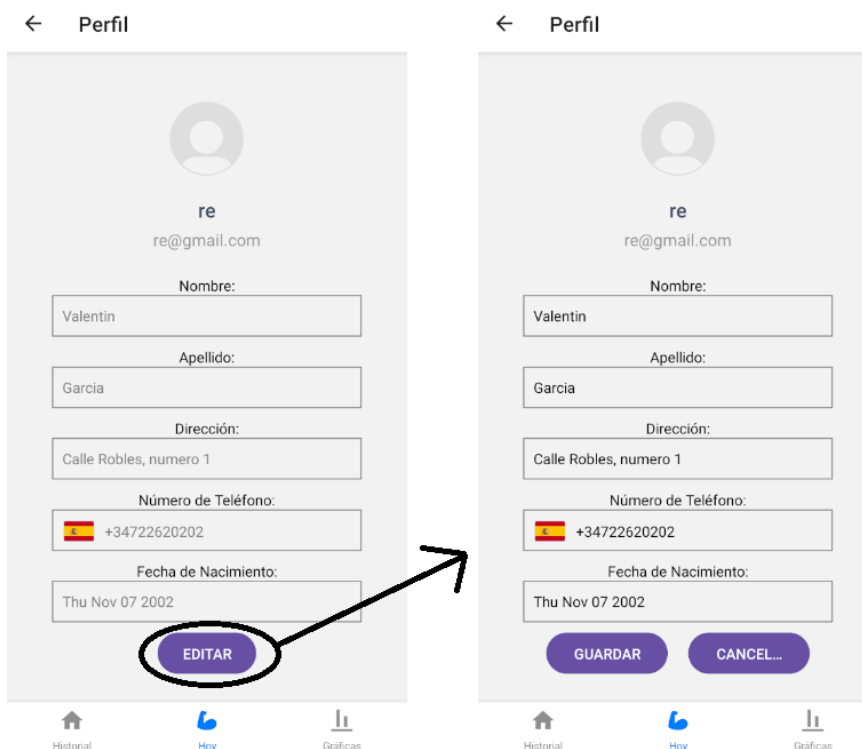 Perfil
re
re@gmail.com
Nombre:
Valentin
Apellido:
Garcia
Dirección:
Calle Robles, numero 1
Número de Teléfono:
+34722620202
Fecha de Nacimiento:
Thu Nov 07 2002
EDITAR
Historial Hoy Gráficas
Perfil
re
re@gmail.com
Nombre:
Valentin
Apellido:
Garcia
Dirección:
Calle Robles, numero 1
Número de Teléfono:
+34722620202
Fecha de Nacimiento:
Thu Nov 07 2002
GUARDAR CANCEL...
Historial Hoy Gráficas